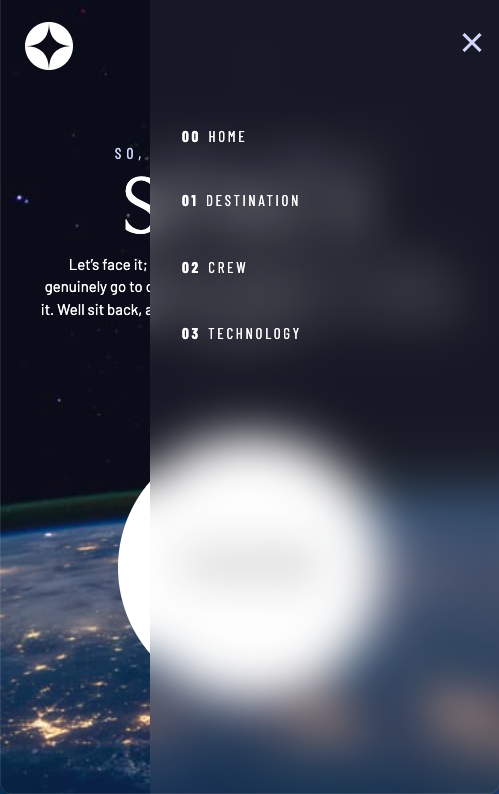 00 HOME
SO,
01 DESTINATION
S
Let's face it;
02 CREW
genuinely go to
it. Well sit back, a
03 TECHNOLOGY